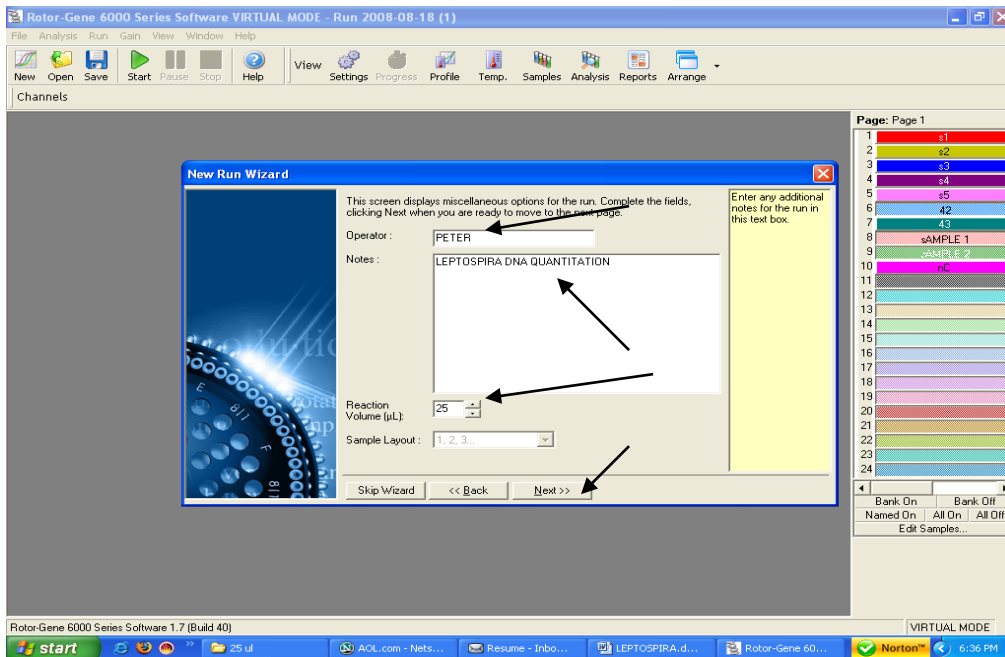 Rotor-Gene 6000 Series Software VIRTUAL MODE - Run 2008-08-18 (1)
File Analysis Run Gain View Window Help
New Open Save Start Pause Stop Help View Settings Progress Profile Temp. Samples Analysis Reports Arrange
Channels
Page: Page 1
1 s1
2 s2
3 s3
4 s4
5 s5
6 42
7 43
8 sAMPLE 1
9 sAMPLE 2
10 nC
11
12
13
14
15
16
17
18
19
20
21
22
23
24
Bank On Bank Off
Named On All On All Off
Edit Samples...
New Run Wizard
This screen displays miscellaneous options for the run. Complete the fields,
clicking Next when you are ready to move to the next page.
Operator : PETER
Notes : LEPTOSPIRA DNA QUANTITATION
Reaction
Volume (µL): 25
Sample Layout : 1, 2, 3...
Skip Wizard << Back Next >>
Enter any additional
notes for the run in
this text box.
Rotor-Gene 6000 Series Software 1.7 (Build 40) VIRTUAL MODE
start 25 ul AOL.com - Nets... Resume - Inbo... LEPTOSPIRA.d... Rotor-Gene 60... Norton™ 6:36 PM